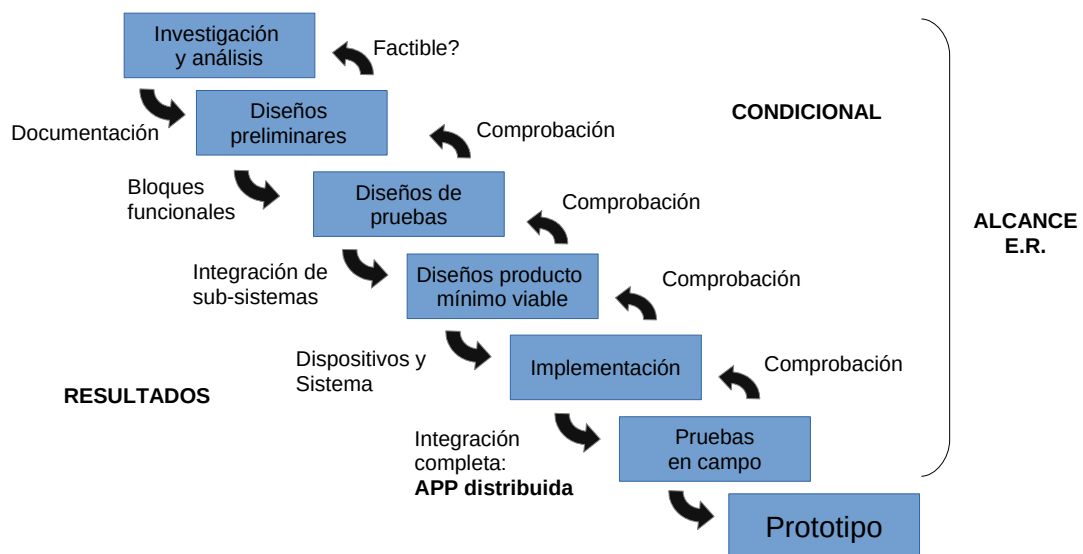 Investigación
y análisis
Factible?
Documentación
Diseños
preliminares
Comprobación
CONDICIONAL
Bloques
funcionales
Diseños de
pruebas
Comprobación
ALCANCE
E.R.
Integración de
sub-sistemas
Diseños producto
mínimo viable
Comprobación
Dispositivos y
Sistema
Implementación
Comprobación
RESULTADOS
Integración
completa:
APP distribuida
Pruebas
en campo
Prototipo